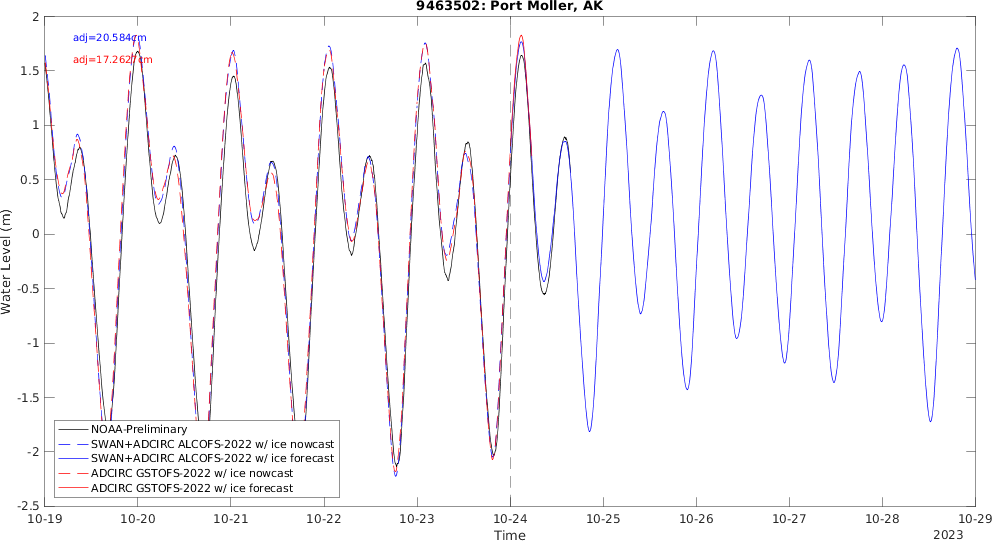 9463502: Port Moller, AK
2
1.5
1
0.5
0
-0.5
-1
-1.5
-2
-2.5
Water Level (m)
adj=20.584cm
adj=17.2627cm
NOAA-Preliminary
SWAN+ADCIRC ALCOFS-2022 w/ ice nowcast
SWAN+ADCIRC ALCOFS-2022 w/ ice forecast
ADCIRC GSTOFS-2022 w/ ice nowcast
ADCIRC GSTOFS-2022 w/ ice forecast
10-19 10-20 10-21 10-22 10-23 10-24 10-25 10-26 10-27 10-28 10-29
Time
2023